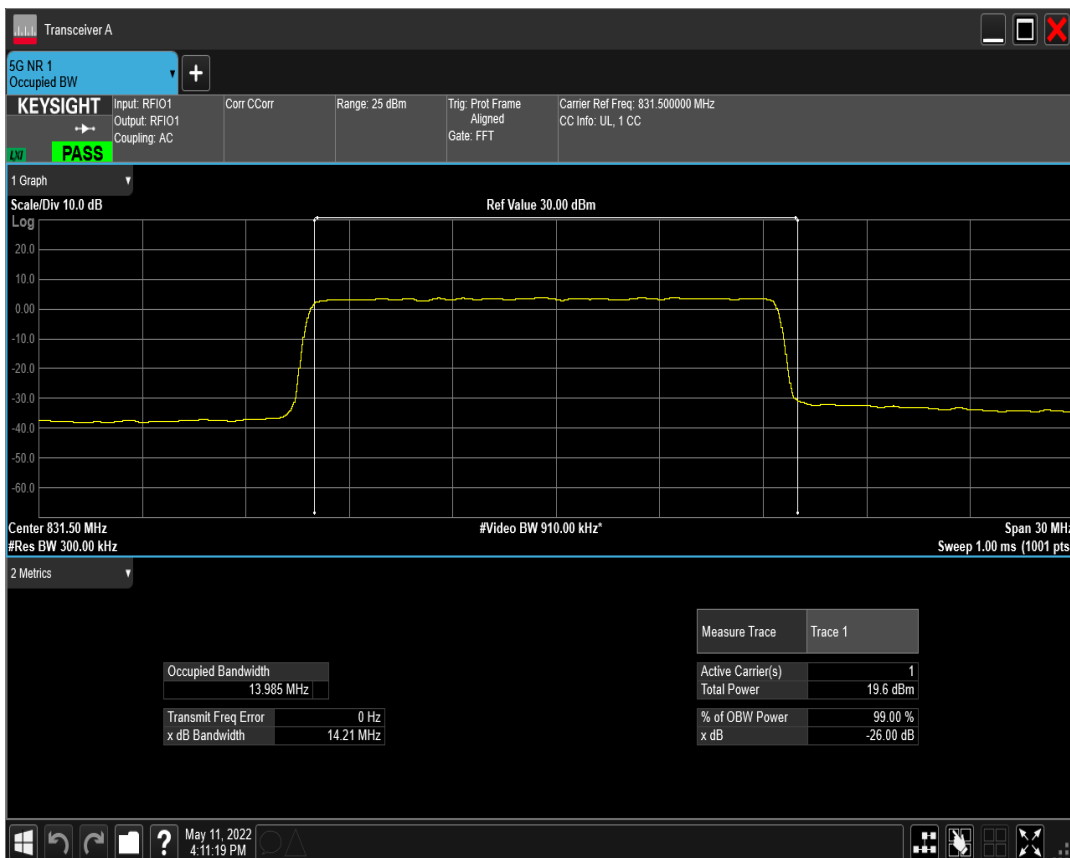 Transceiver A
5G NR 1
Occupied BW
+
KEYSIGHT
LXI
PASS
Input: RFIO1
Output: RFIO1
Coupling: AC
Corr CCorr
Range: 25 dBm
Trig: Prot Frame
Aligned
Gate: FFT
Carrier Ref Freq: 831.500000 MHz
CC Info: UL, 1 CC
1 Graph
Scale/Div 10.0 dB
Ref Value 30.00 dBm
Log
20.0
10.0
0.00
-10.0
-20.0
-30.0
-40.0
-50.0
-60.0
Center 831.50 MHz
#Video BW 910.00 kHz*
Span 30 MHz
#Res BW 300.00 kHz
Sweep 1.00 ms (1001 pts
2 Metrics
Measure Trace Trace 1
Occupied Bandwidth
13.985 MHz
Active Carrier(s) 1
Total Power 19.6 dBm
Transmit Freq Error 0 Hz
x dB Bandwidth 14.21 MHz
% of OBW Power 99.00 %
x dB -26.00 dB
?
May 11, 2022
4:11:19 PM